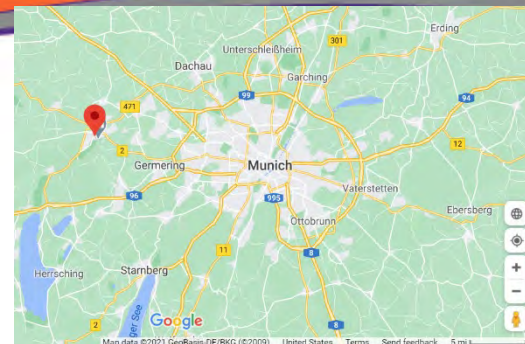 Erding
301
Unterschleißheim
Dachau
Garching
99
94
471
2
12
Germering
Munich
Vaterstetten
96
995
Ebersberg
Ottobrunn
11
8
Herrsching
Starnberg
2
ger See
Google
8
Map data ©2021 GeoBasis-DE/BKG (©2009) United States Terms Send feedback 5 mi